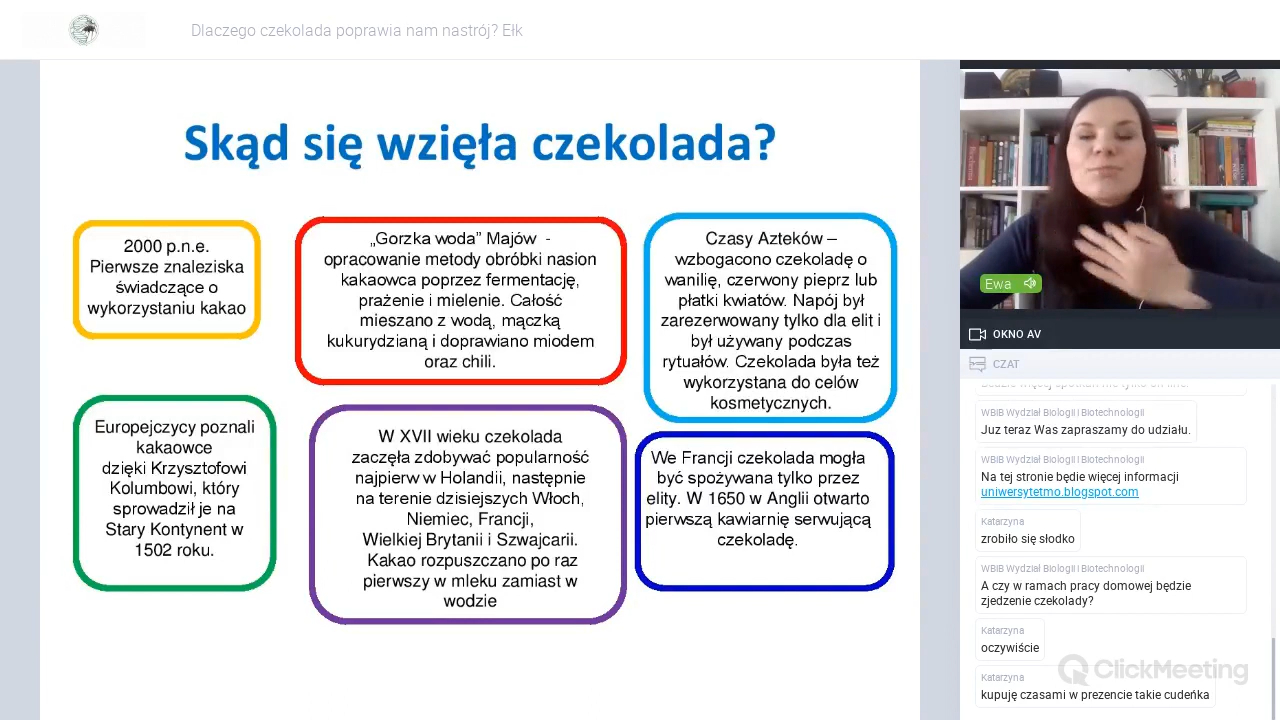 Dlaczego czekolada poprawia nam nastrój? Ełk
Skąd się wzięła czekolada?
2000 p.n.e.
Pierwsze znaleziska
świadczące o
wykorzystaniu kakao
„Gorzka woda” Majów -
opracowanie metody obróbki nasion
kakaowca poprzez fermentację,
prażenie i mielenie. Całość
mieszano z wodą, mączką
kukurydzianą i doprawiano miodem
oraz chili.
Czasy Azteków –
wzbogacono czekoladę o
wanilię, czerwony pieprz lub
płatki kwiatów. Napój był
zarezerwowany tylko dla elit i
był używany podczas
rytuałów. Czekolada była też
wykorzystana do celów
kosmetycznych.
Europejczycy poznali
kakaowce
dzięki Krzysztofowi
Kolumbowi, który
sprowadził je na
Stary Kontynent w
1502 roku.
W XVII wieku czekolada
zaczęła zdobywać popularność
najpierw w Holandii, następnie
na terenie dzisiejszych Włoch,
Niemiec, Francji,
Wielkiej Brytanii i Szwajcarii.
Kakao rozpuszczano po raz
pierwszy w mleku zamiast w
wodzie
We Francji czekolada mogła
być spożywana tylko przez
elity. W 1650 w Anglii otwarto
pierwszą kawiarnię serwującą
czekoladę.
Ewa
OKNO AV
CZAT
WBiB Wydział Biologii i Biotechnologii
Juz teraz Was zapraszamy do udziału.
WBiB Wydział Biologii i Biotechnologii
Na tej stronie będie więcej informacji
uniwersytetmo.blogspot.com
Katarzyna
zrobiło się słodko
WBiB Wydział Biologii i Biotechnologii
A czy w ramach pracy domowej będzie
zjedzenie czekolady?
Katarzyna
oczywiście
Katarzyna
kupuję czasami w prezencie takie cudeńka
ClickMeeting